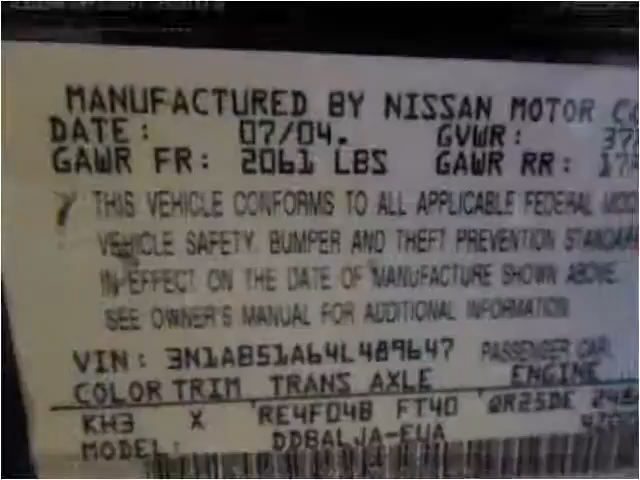 MANUFACTURED BY NISSAN MOTOR
DATE: 07/04. GVWR:
GAWR FR: 2061 LBS GAWR RR:
THIS VEHICLE CONFORMS TO ALL APPLICABLE FEDERAL
VEHICLE SAFETY, BUMPER AND THEFT PREVENTION
IN EFFECT ON THE DATE OF MANUFACTURE SHOWN ABOVE.
SEE OWNER'S MANUAL FOR ADDITIONAL INFORMATION
VIN: 3N1AB51A64L489647 PASSENGER CAR
COLOR TRIM TRANS AXLE ENGINE
KH3 X RE4F04B FT40 QR25DE
MODEL: DDBALJA-EUA